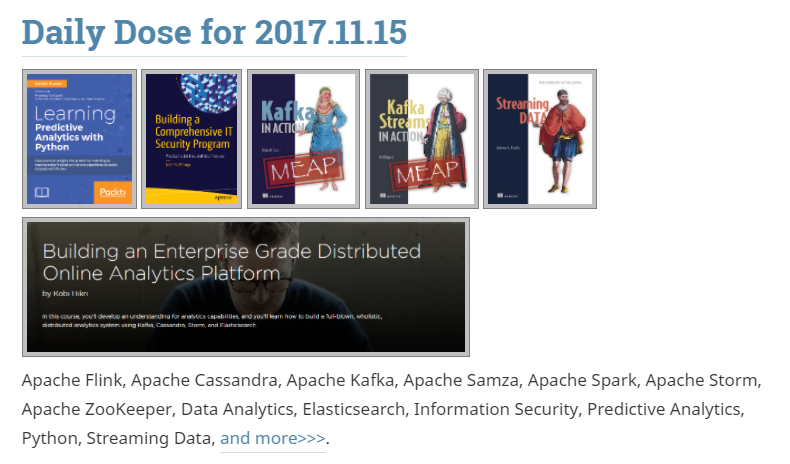 Daily Dose for 2017.11.15
Learning
Predictive
Analytics with
Python
Packt
Building a
Comprehensive IT
Security Program
apress
Kafka
IN ACTION
MEAP
MANNING
Kafka
Streams
IN ACTION
MEAP
MANNING
Streaming
DATA
MANNING
Building an Enterprise Grade Distributed
Online Analytics Platform
by Kobi Hikri
In this course, you'll develop an understanding for analytics capabilities, and you'll learn how to build a full-blown, wholistic,
distributed analytics system using Kafka, Cassandra, Storm, and Elasticsearch.
Apache Flink, Apache Cassandra, Apache Kafka, Apache Samza, Apache Spark, Apache Storm,
Apache ZooKeeper, Data Analytics, Elasticsearch, Information Security, Predictive Analytics,
Python, Streaming Data, and more>>>.